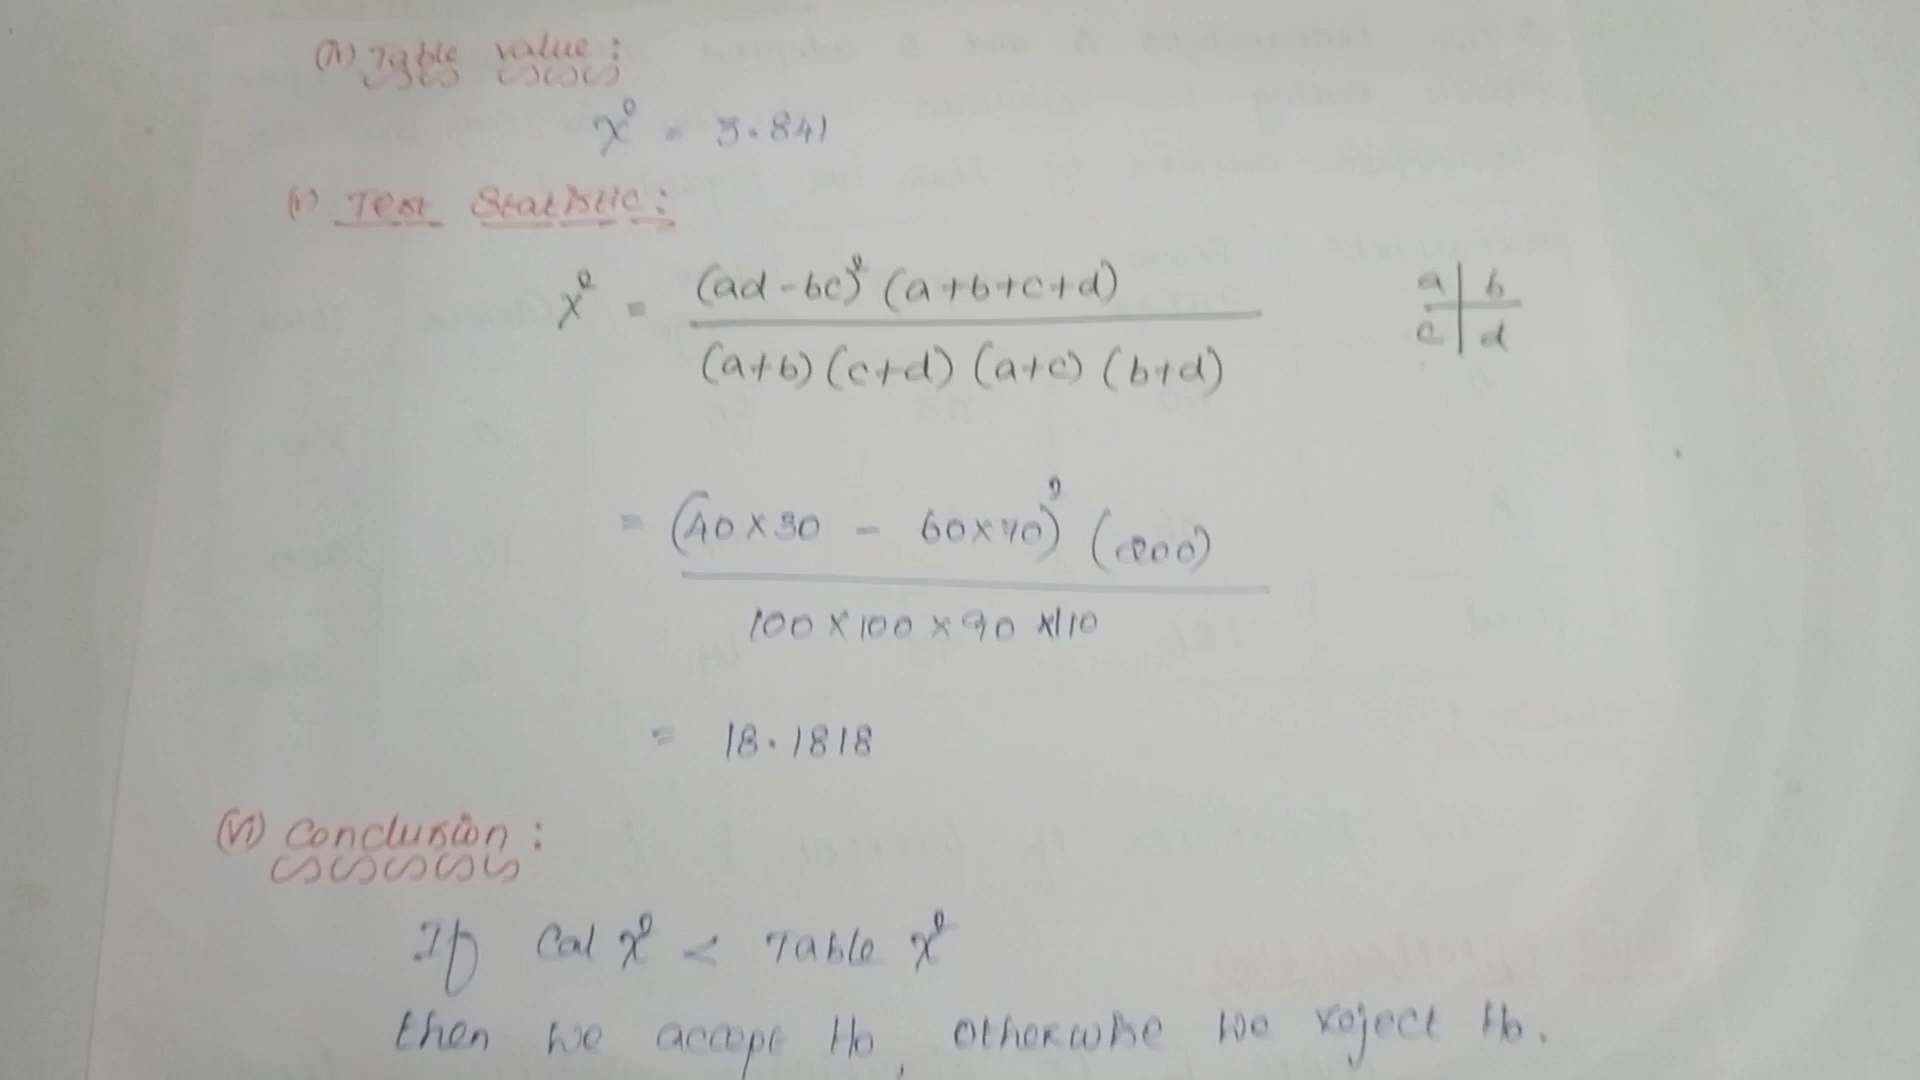 (iv) Table value :
χ² = 3.841
(v) Test Statistic :
χ² = (ad - bc)² (a+b+c+d)
a b
(a+b) (c+d) (a+c) (b+d)
c d
= (40 x 30 - 60 x 70)² (200)
100 x 100 x 90 x 110
= 18.1818
(vi) Conclusion :
If Cal χ² < Table χ²
then we accept Ho, otherwise we reject Ho.